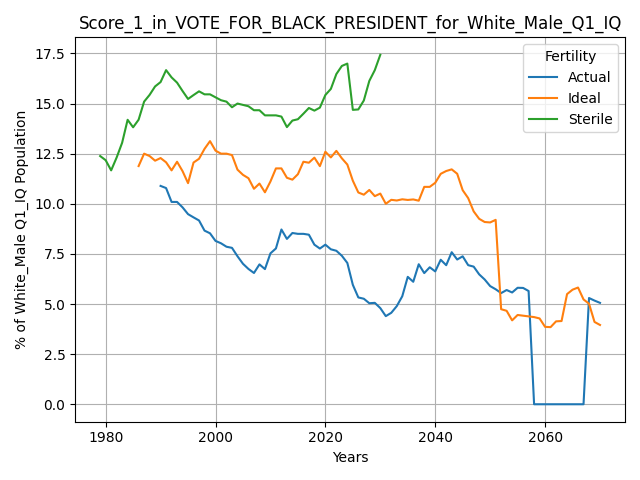 Score_1_in_VOTE_FOR_BLACK_PRESIDENT_for_White_Male_Q1_IQ
Fertility
Actual
Ideal
Sterile
% of White_Male Q1_IQ Population
17.5
15.0
12.5
10.0
7.5
5.0
2.5
0.0
1980
2000
2020
2040
2060
Years